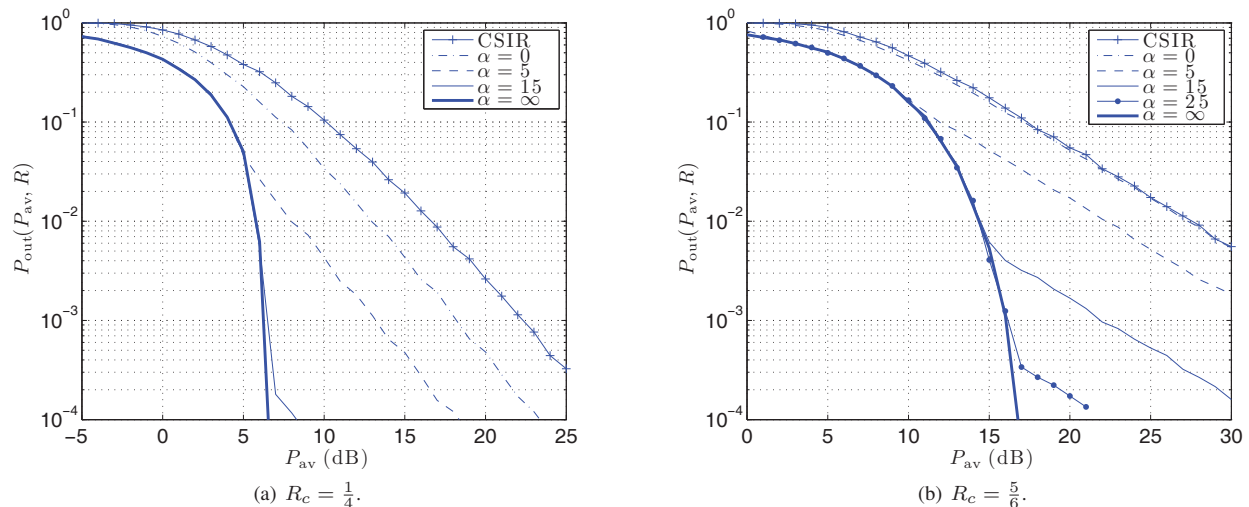 10^0
10^-1
10^-2
10^-3
10^-4
P_out(P_av, R)
CSIR
α = 0
α = 5
α = 15
α = ∞
−5 0 5 10 15 20 25
P_av (dB)
(a) R_c = 1/4.
10^0
10^-1
10^-2
10^-3
10^-4
P_out(P_av, R)
CSIR
α = 0
α = 5
α = 15
α = 25
α = ∞
0 5 10 15 20 25 30
P_av (dB)
(b) R_c = 5/6.